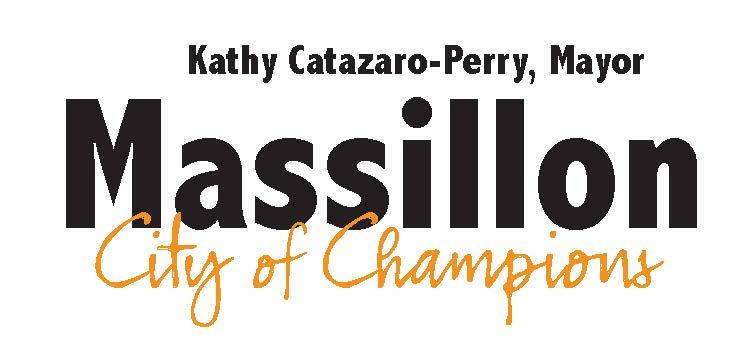 Kathy Catazaro-Perry, Mayor
Massillon
City of Champions